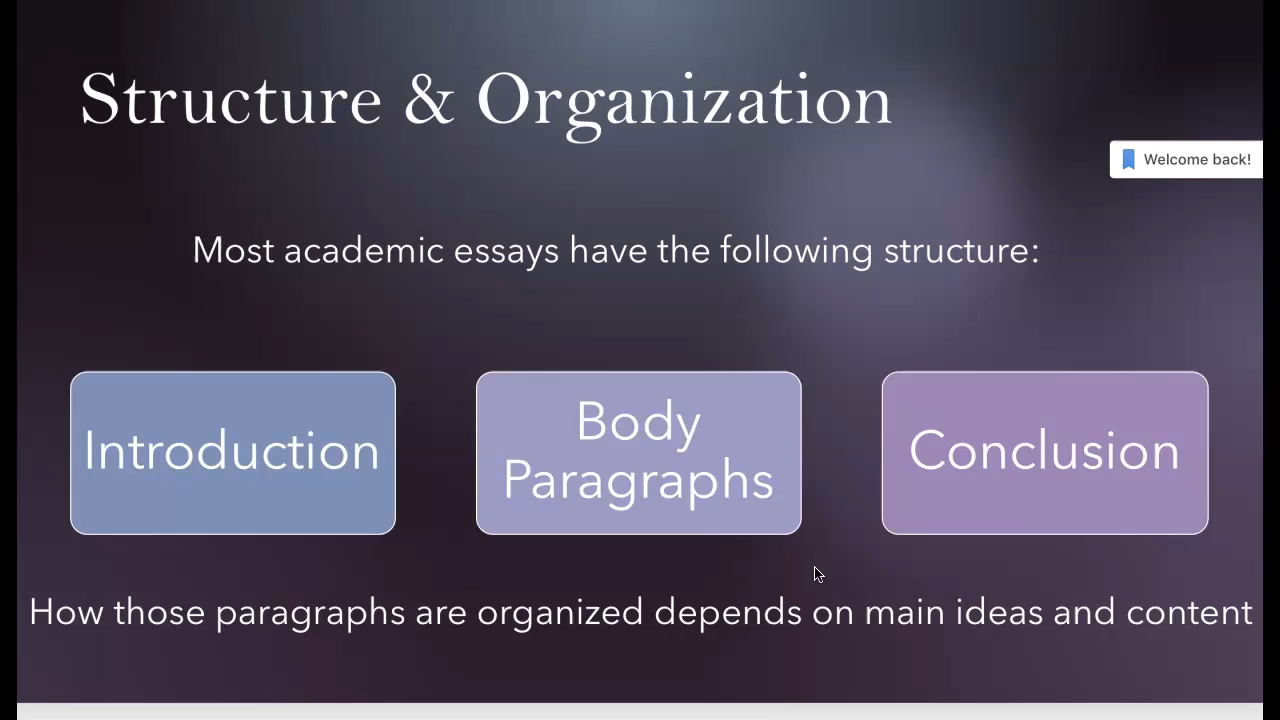 Structure & Organization
Welcome back!
Most academic essays have the following structure:
Introduction
Body
Paragraphs
Conclusion
How those paragraphs are organized depends on main ideas and content